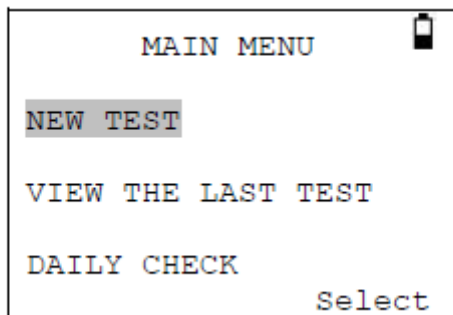 MAIN MENU
NEW TEST
VIEW THE LAST TEST
DAILY CHECK
Select